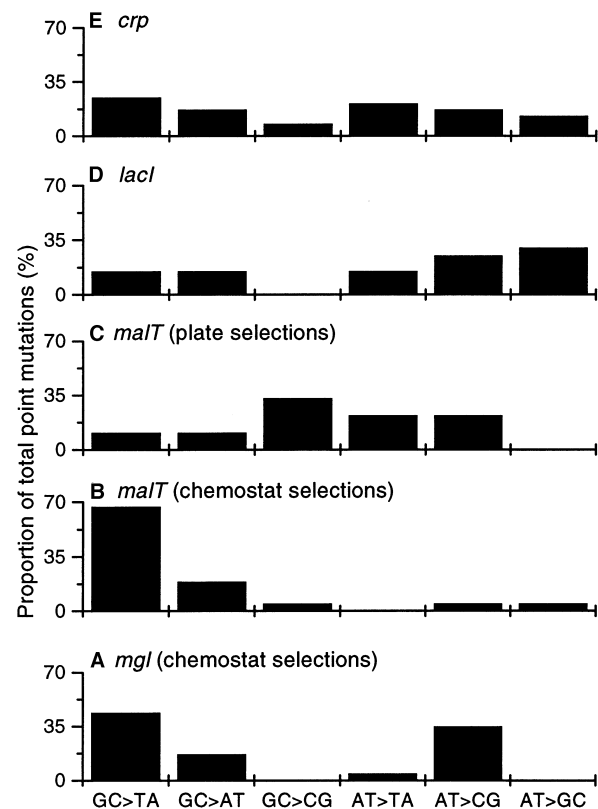 E crp
70
35
0
D lacI
70
35
0
C malT (plate selections)
70
35
0
B malT (chemostat selections)
70
35
0
A mgl (chemostat selections)
70
35
0
GC>TA GC>AT GC>CG AT>TA AT>CG AT>GC
Proportion of total point mutations (%)